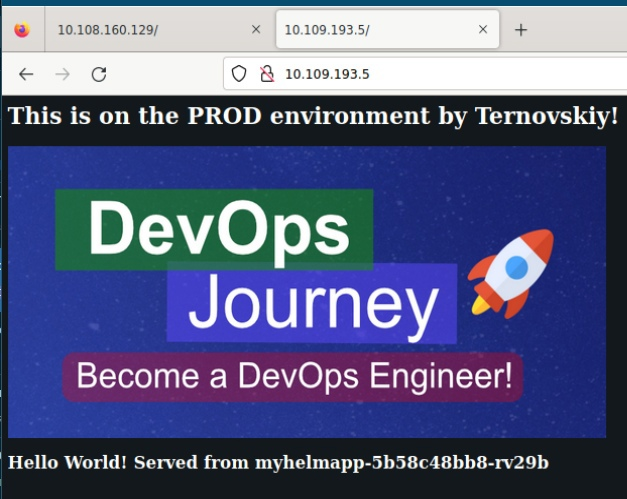 10.108.160.129/
10.109.193.5/
10.109.193.5
This is on the PROD environment by Ternovskiy!
DevOps
Journey
Become a DevOps Engineer!
Hello World! Served from myhelmapp-5b58c48bb8-rv29b